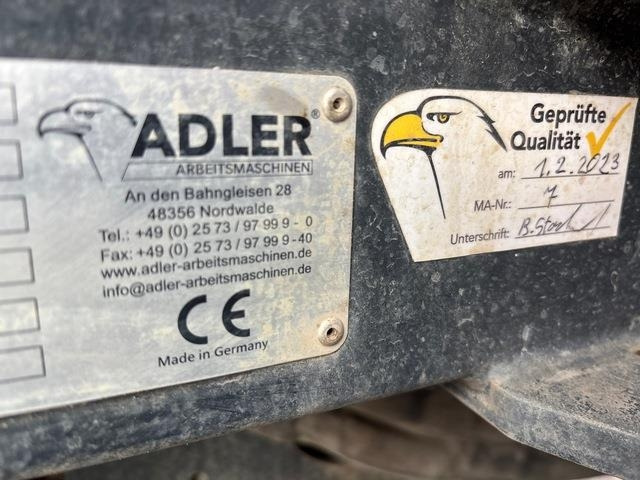 ADLER®
ARBEITSMASCHINEN
An den Bahngleisen 28
48356 Nordwalde
Tel.: +49 (0) 25 73 / 97 99 9 - 0
Fax: +49 (0) 25 73 / 97 99 9 -40
www.adler-arbeitsmaschinen.de
info@adler-arbeitsmaschinen.de
CE
Made in Germany
Geprüfte
Qualität
am: 1.2.2023
MA-Nr.: 7
Unterschrift: